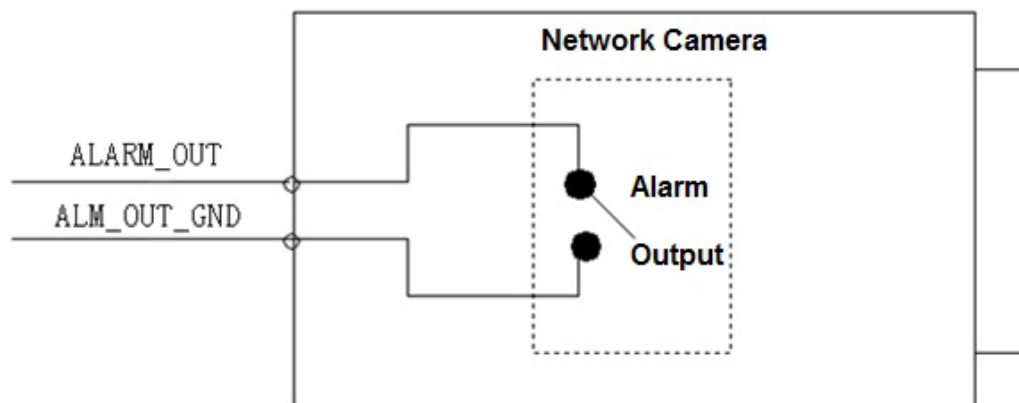 Network Camera
ALARM_OUT
Alarm
ALM_OUT_GND
Output